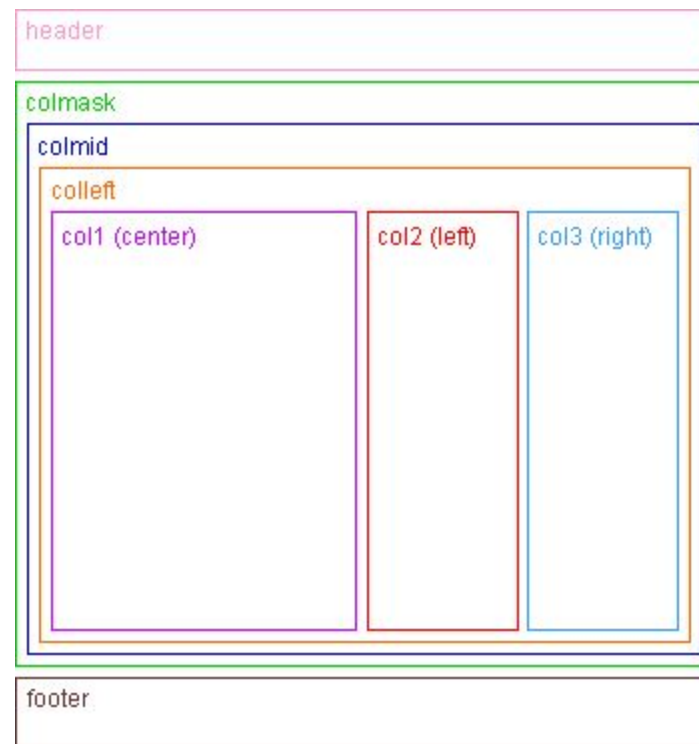 header
colmask
colmid
colleft
col1 (center)
col2 (left)
col3 (right)
footer